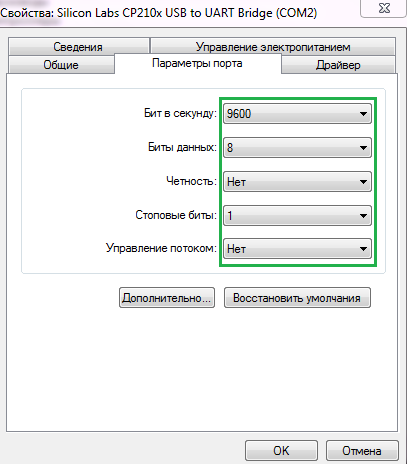 Свойства: Silicon Labs CP210x USB to UART Bridge (COM2)
Сведения Управление электропитанием
Общие Параметры порта Драйвер
Бит в секунду: 9600
Биты данных: 8
Четность: Нет
Стоповые биты: 1
Управление потоком: Нет
Дополнительно... Восстановить умолчания
OK Отмена